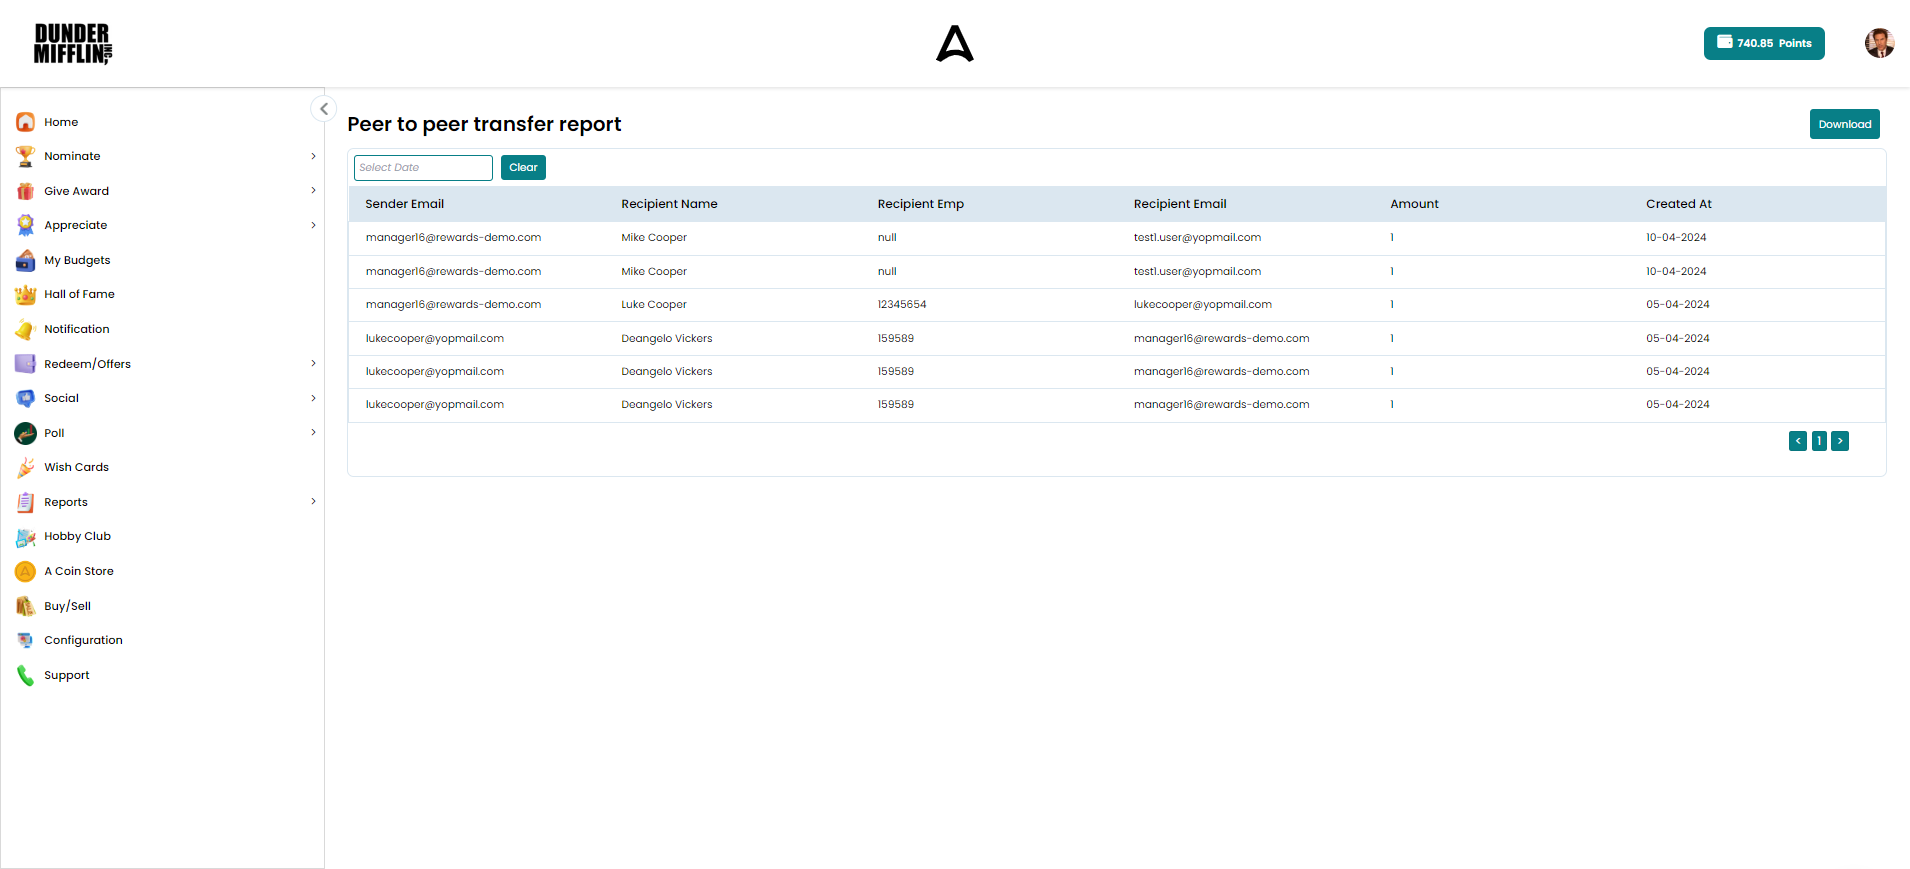 DUNDER
MIFFLIN, INC
740.85 Points
Home
Nominate
Give Award
Appreciate
My Budgets
Hall of Fame
Notification
Redeem/Offers
Social
Poll
Wish Cards
Reports
Hobby Club
A Coin Store
Buy/Sell
Configuration
Support
Peer to peer transfer report
Download
Select Date Clear
Sender Email Recipient Name Recipient Emp Recipient Email Amount Created At
manager16@rewards-demo.com Mike Cooper null test1.user@yopmail.com 1 10-04-2024
manager16@rewards-demo.com Mike Cooper null test1.user@yopmail.com 1 10-04-2024
manager16@rewards-demo.com Luke Cooper 12345654 lukecooper@yopmail.com 1 05-04-2024
lukecooper@yopmail.com Deangelo Vickers 159589 manager16@rewards-demo.com 1 05-04-2024
lukecooper@yopmail.com Deangelo Vickers 159589 manager16@rewards-demo.com 1 05-04-2024
lukecooper@yopmail.com Deangelo Vickers 159589 manager16@rewards-demo.com 1 05-04-2024
< 1 >